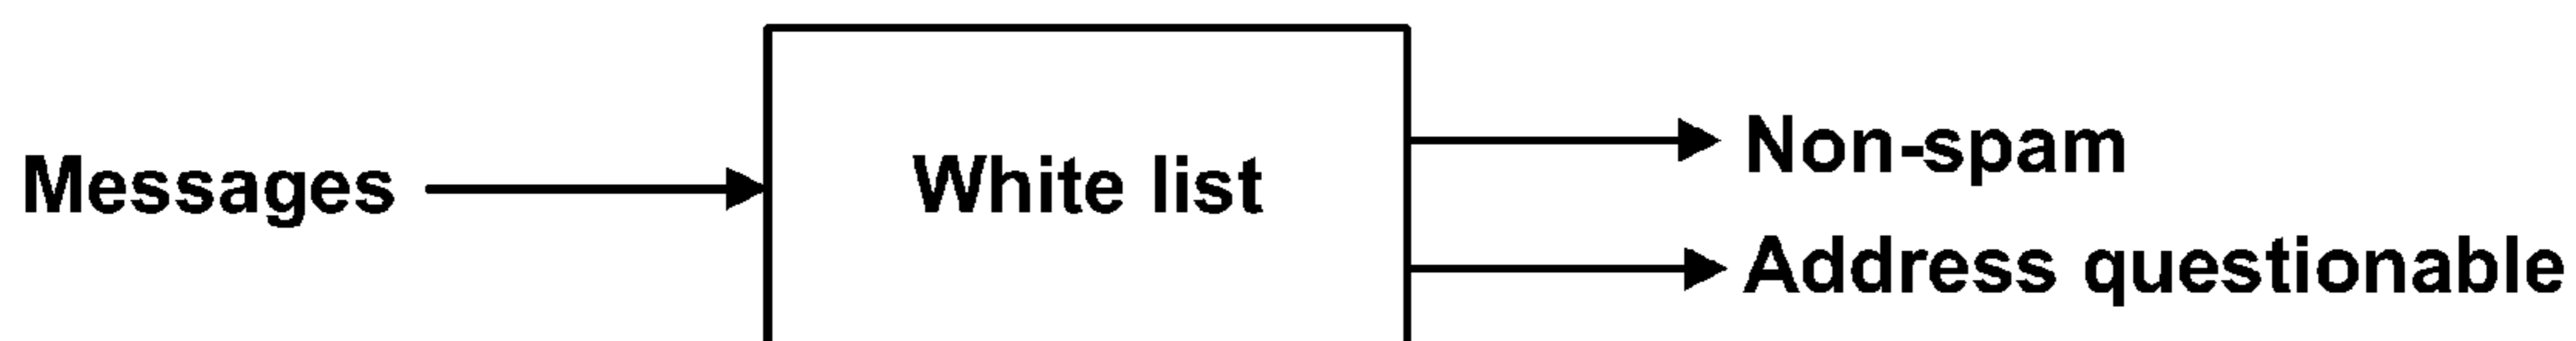 Messages
White list
Non-spam
Address questionable